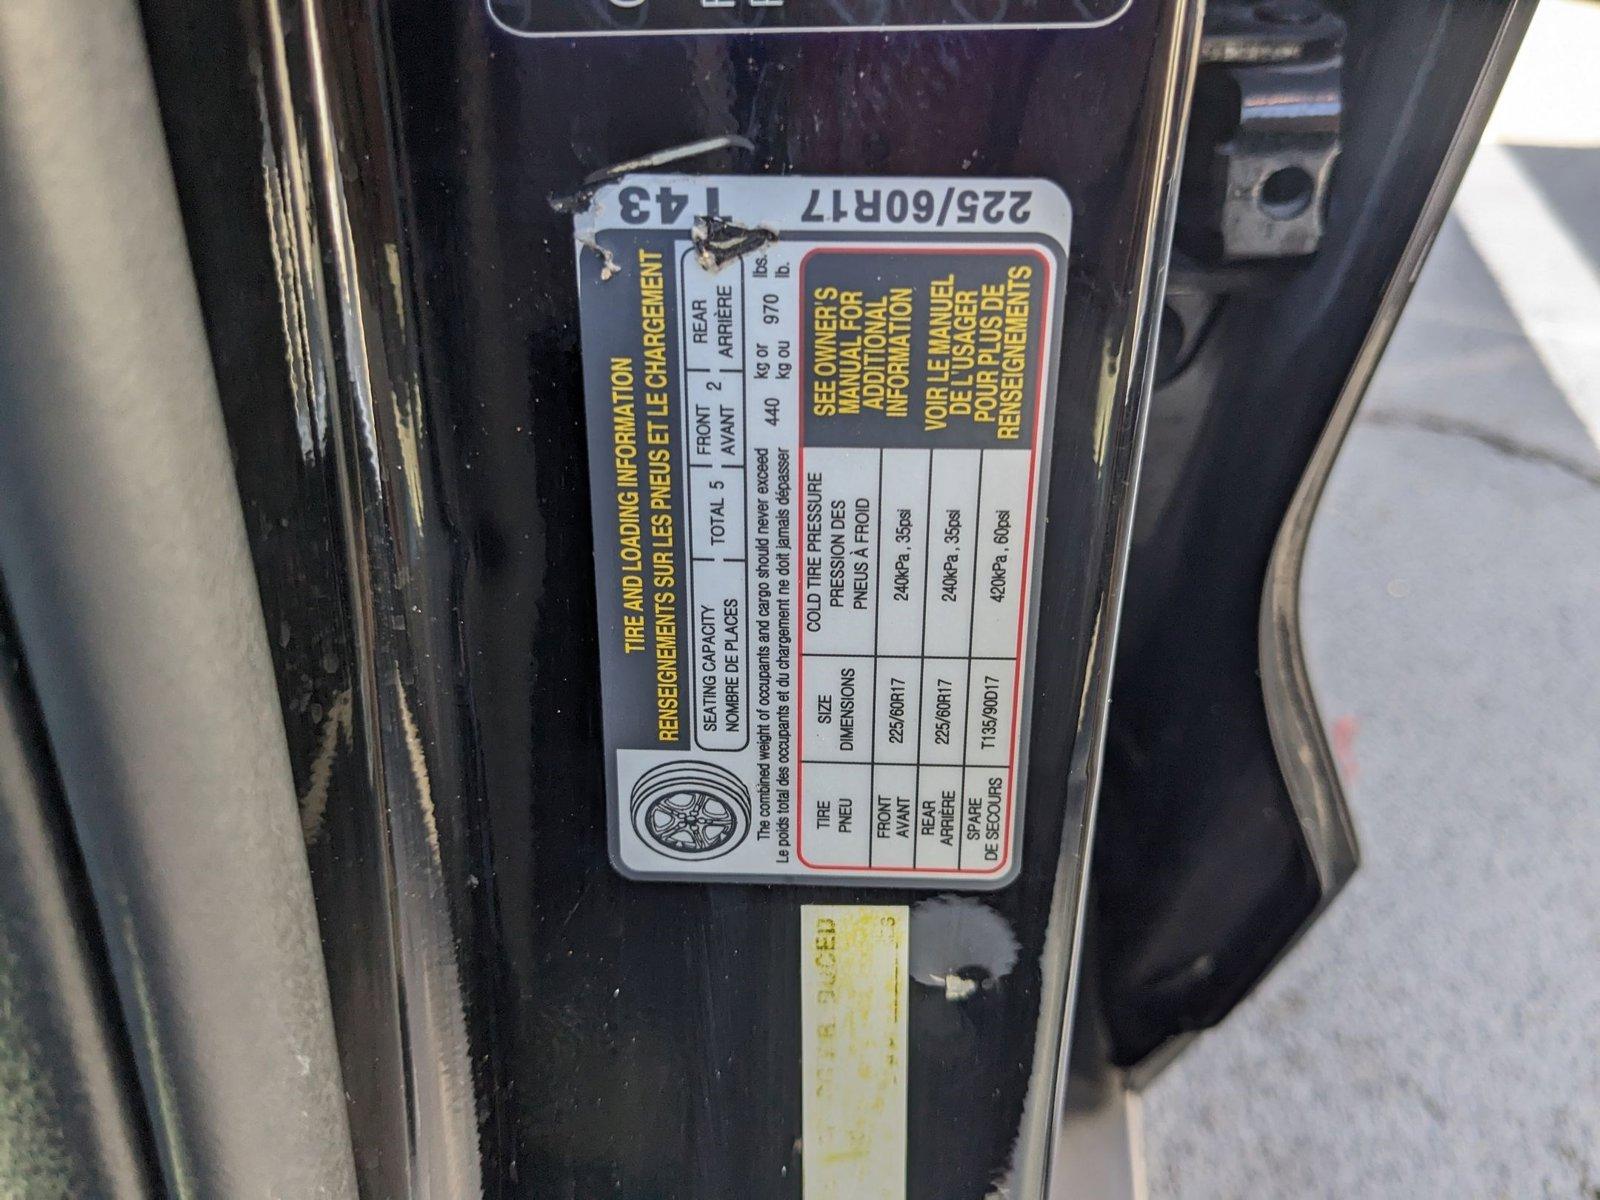 T43
225/60R17
TIRE AND LOADING INFORMATION
RENSEIGNEMENTS SUR LES PNEUS ET LE CHARGEMENT
SEATING CAPACITY
NOMBRE DE PLACES
TOTAL 5
FRONT
AVANT 2
REAR
ARRIÈRE
The combined weight of occupants and cargo should never exceed 440 kg or 970 lbs.
Le poids total des occupants et du chargement ne doit jamais dépasser kg ou lb.
TIRE
PNEU
SIZE
DIMENSIONS
COLD TIRE PRESSURE
PRESSION DES
PNEUS À FROID
FRONT
AVANT
225/60R17
240kPa, 35psi
REAR
ARRIÈRE
225/60R17
240kPa, 35psi
SPARE
DE SECOURS
T135/90D17
420kPa, 60psi
SEE OWNER'S
MANUAL FOR
ADDITIONAL
INFORMATION
VOIR LE MANUEL
DE L'USAGER
POUR PLUS DE
RENSEIGNEMENTS